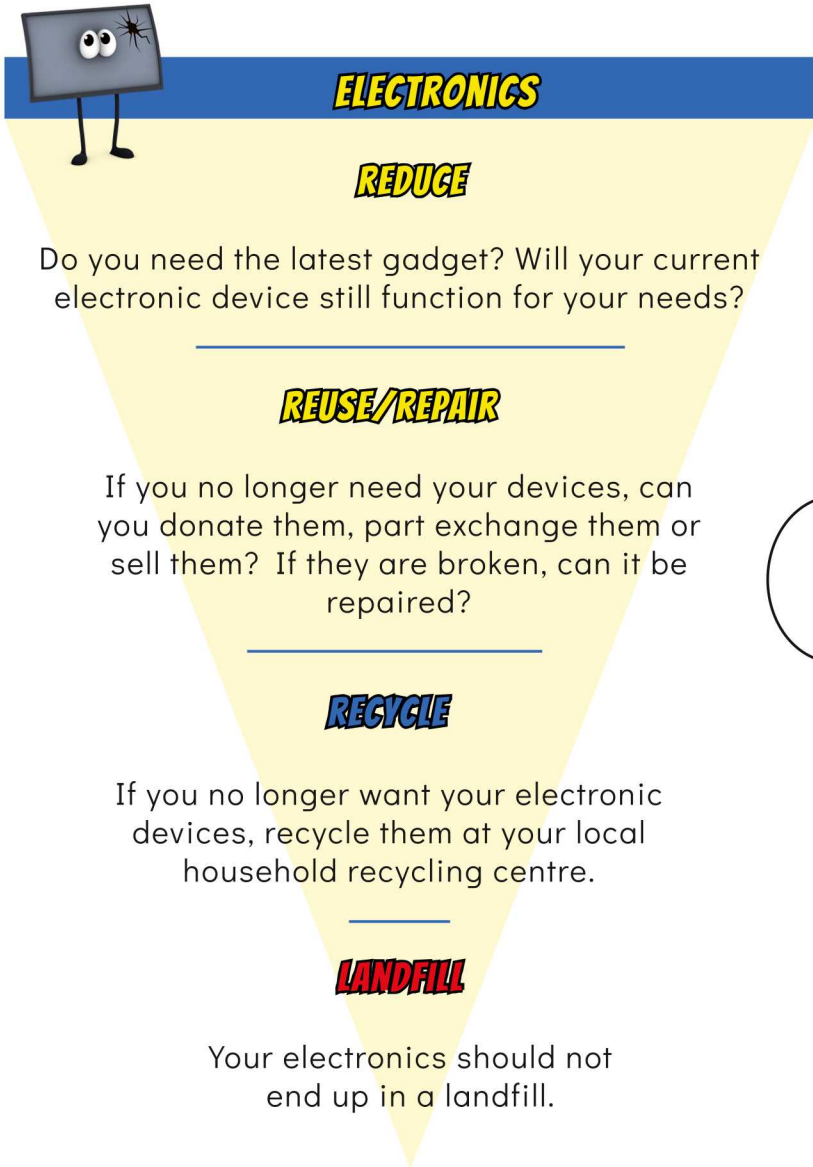 ELECTRONICS
REDUCE
Do you need the latest gadget? Will your current
electronic device still function for your needs?
REUSE/REPAIR
If you no longer need your devices, can
you donate them, part exchange them or
sell them? If they are broken, can it be
repaired?
RECYCLE
If you no longer want your electronic
devices, recycle them at your local
household recycling centre.
LANDFILL
Your electronics should not
end up in a landfill.